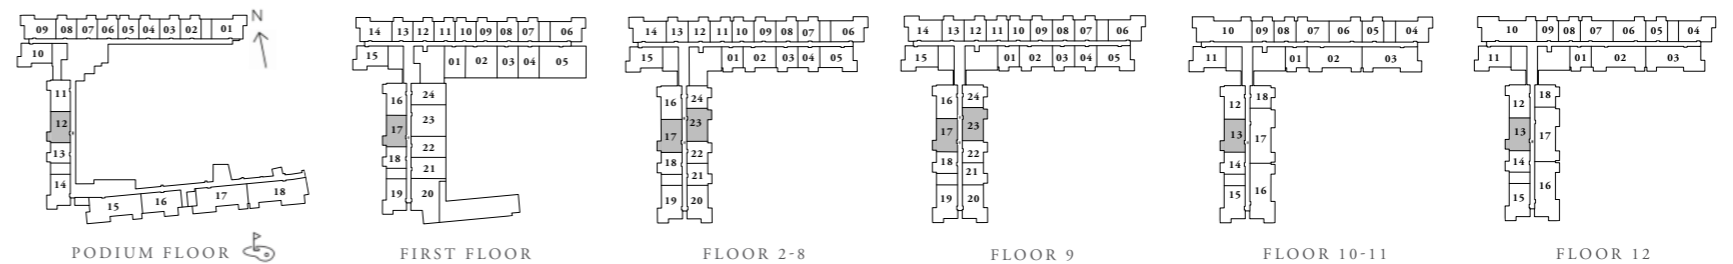 N
09 08 07 06 05 04 03 02 01
10
11
12
13
14
15 16 17 18
PODIUM FLOOR
14 13 12 11 10 09 08 07 06
15 01 02 03 04 05
16 24
17 23
18 22
21
19 20
FIRST FLOOR
14 13 12 11 10 09 08 07 06
15 01 02 03 04 05
16 24
17 23
18 22
21
19 20
FLOOR 2-8
14 13 12 11 10 09 08 07 06
15 01 02 03 04 05
16 24
17 23
18 22
21
19 20
FLOOR 9
10 09 08 07 06 05 04
11 01 02 03
12 18
13 17
14
15 16
FLOOR 10-11
10 09 08 07 06 05 04
11 01 02 03
12 18
13 17
14
15 16
FLOOR 12